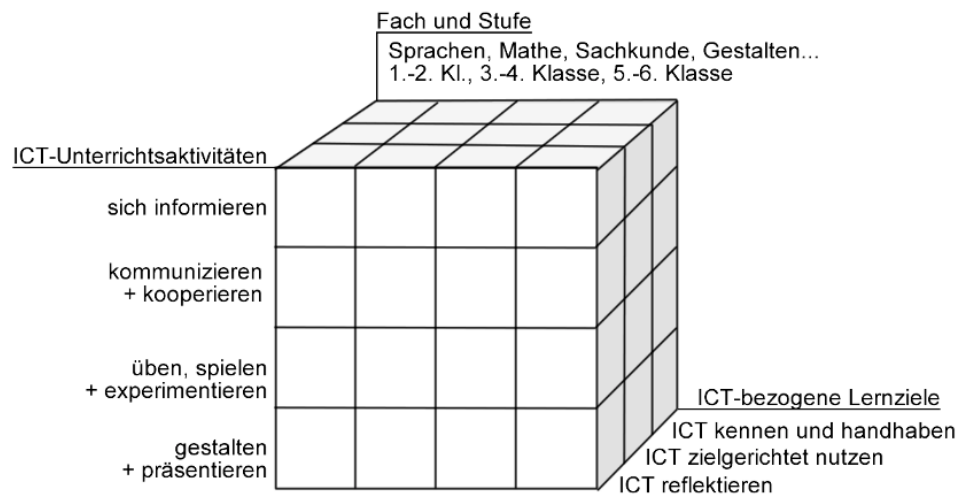 Fach und Stufe
Sprachen, Mathe, Sachkunde, Gestalten...
1.-2. Kl., 3.-4. Klasse, 5.-6. Klasse
ICT-Unterrichtsaktivitäten
sich informieren
kommunizieren
+ kooperieren
üben, spielen
+ experimentieren
gestalten
+ präsentieren
ICT-bezogene Lernziele
ICT kennen und handhaben
ICT zielgerichtet nutzen
ICT reflektieren